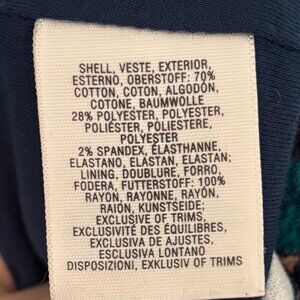 SHELL, VESTE, EXTERIOR,
ESTERNO, OBERSTOFF: 70%
COTTON, COTON, ALGODÓN,
COTONE, BAUMWOLLE
28% POLYESTER, POLYESTER,
POLIÉSTER, POLIESTERE,
POLYESTER
2% SPANDEX, ÉLASTHANNE,
ELASTANO, ELASTAN, ELASTAN;
LINING, DOUBLURE, FORRO,
FODERA, FUTTERSTOFF: 100%
RAYON, RAYONNE, RAYÓN,
RAION, KUNSTSEIDE;
EXCLUSIVE OF TRIMS,
EXCLUSIVITÉ DES ÉQUILIBRES,
EXCLUSIVA DE AJUSTES,
ESCLUSIVA LONTANO
DISPOSIZIONI, EXKLUSIV OF TRIMS